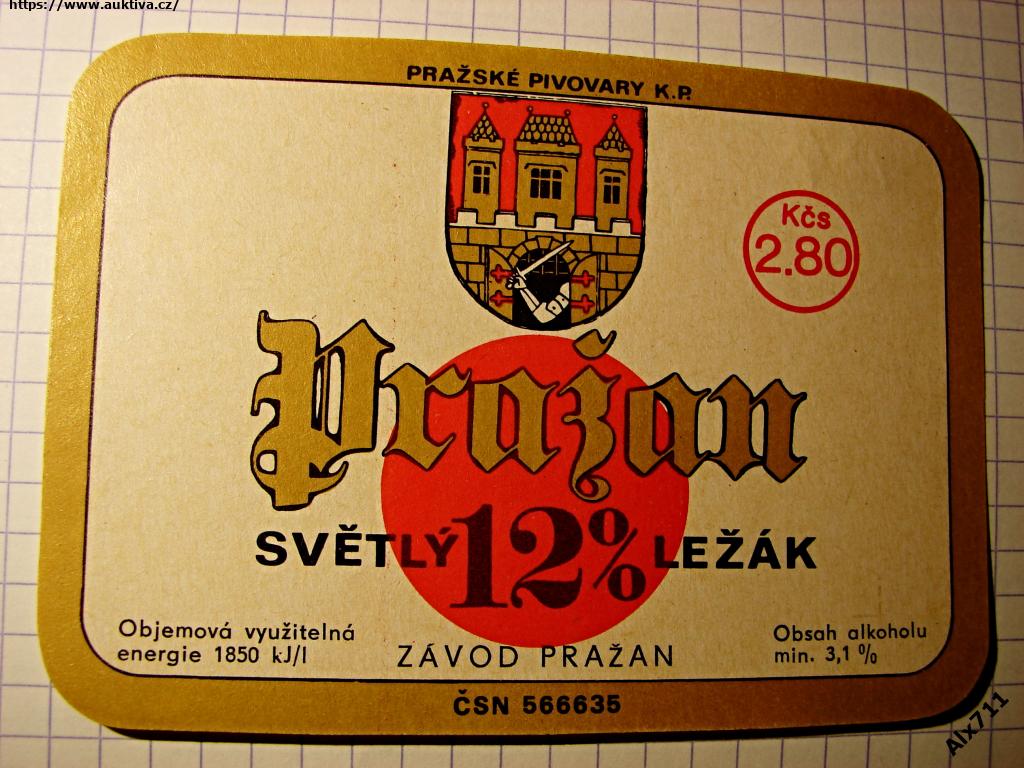 https://www.auktiva.cz/
PRAŽSKÉ PIVOVARY K.P.
Kčs
2.80
Pražan
SVĚTLÝ 12% LEŽÁK
Objemová využitelná
energie 1850 kJ/l
ZÁVOD PRAŽAN
Obsah alkoholu
min. 3,1 %
ČSN 566635
Alx711